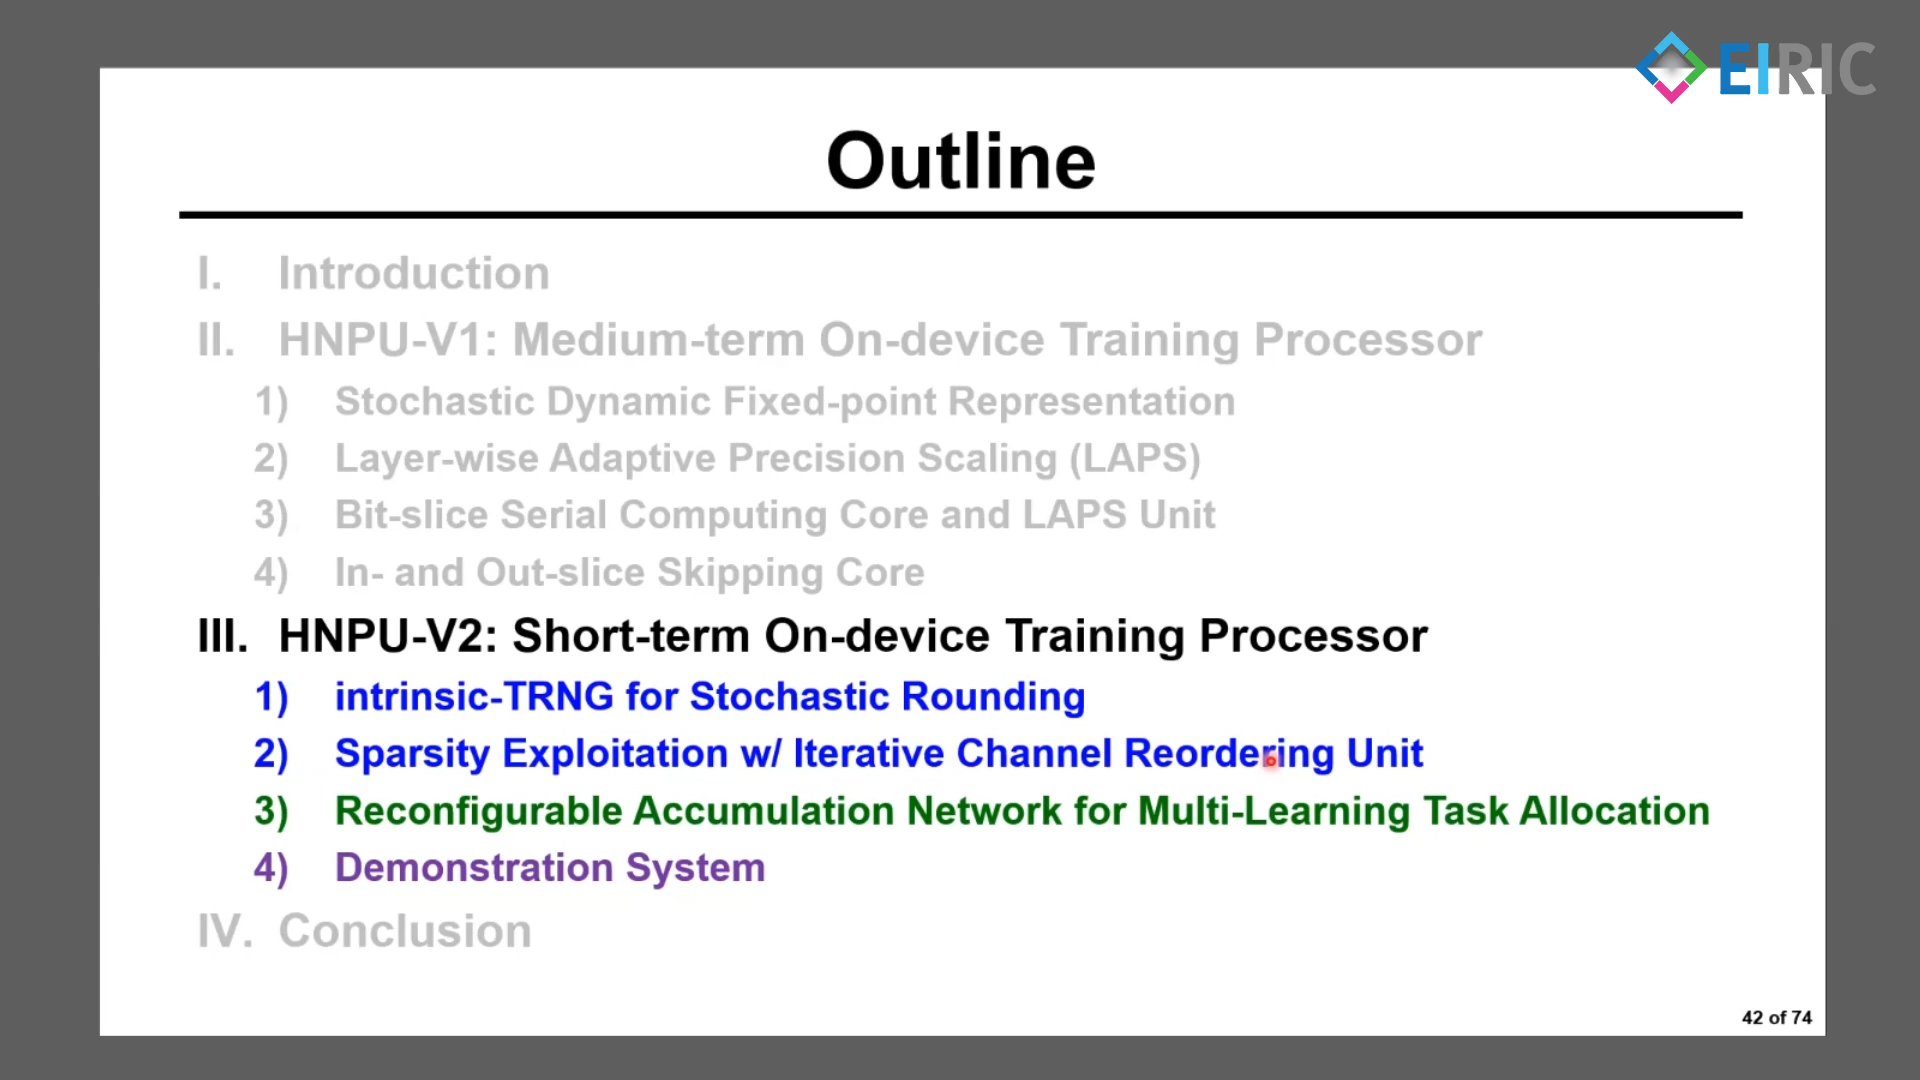 EIRIC
Outline
I. Introduction
II. HNPU-V1: Medium-term On-device Training Processor
1) Stochastic Dynamic Fixed-point Representation
2) Layer-wise Adaptive Precision Scaling (LAPS)
3) Bit-slice Serial Computing Core and LAPS Unit
4) In- and Out-slice Skipping Core
III. HNPU-V2: Short-term On-device Training Processor
1) intrinsic-TRNG for Stochastic Rounding
2) Sparsity Exploitation w/ Iterative Channel Reordering Unit
3) Reconfigurable Accumulation Network for Multi-Learning Task Allocation
4) Demonstration System
IV. Conclusion
42 of 74